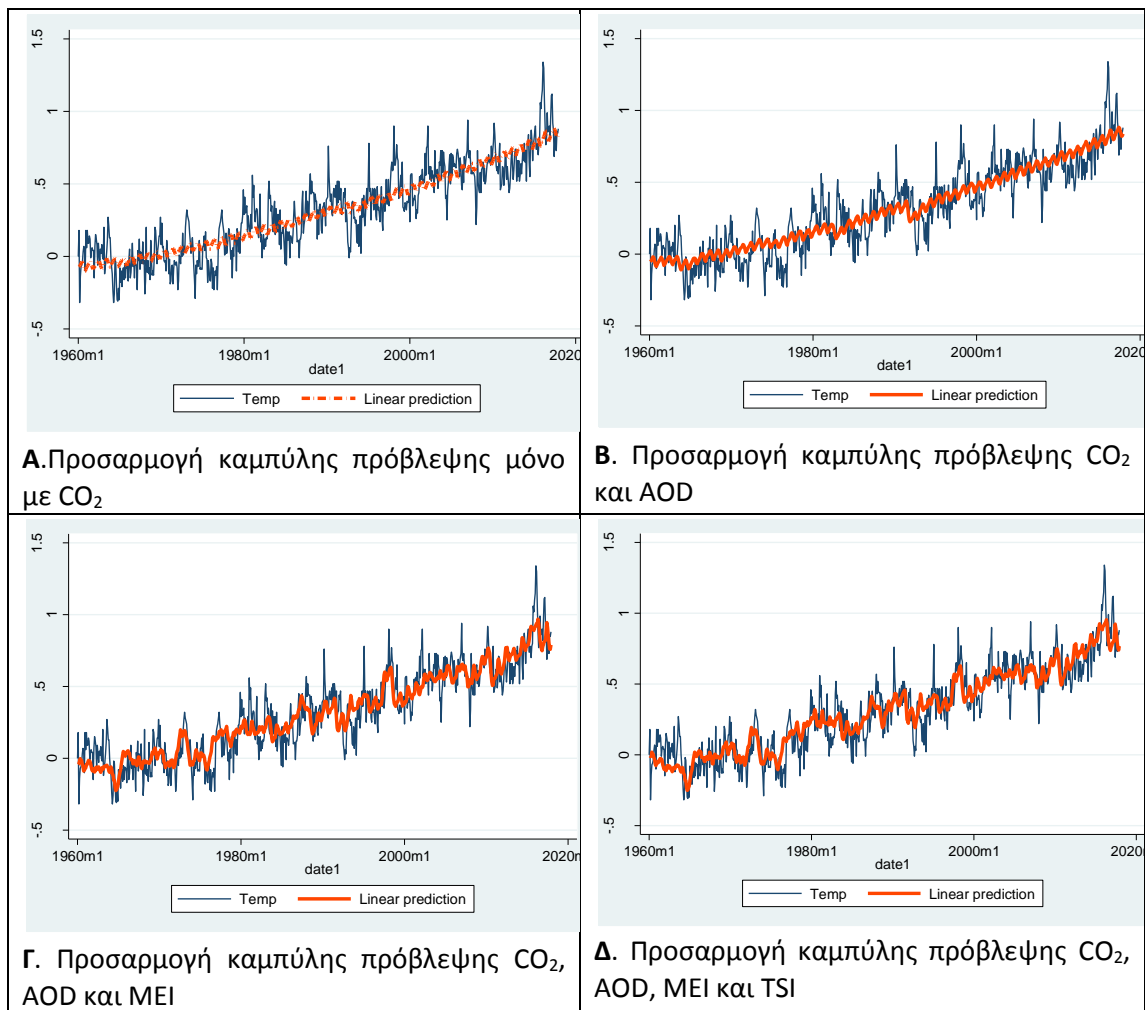 1.5
1
.5
0
-.5
1960m1 1980m1 2000m1 2020
date1
Temp Linear prediction
Α.Προσαρμογή καμπύλης πρόβλεψης μόνο
με CO₂
1.5
1
.5
0
-.5
1960m1 1980m1 2000m1 2020
date1
Temp Linear prediction
Β. Προσαρμογή καμπύλης πρόβλεψης CO₂
και AOD
1.5
1
.5
0
-.5
1960m1 1980m1 2000m1 2020m
date1
Temp Linear prediction
Γ. Προσαρμογή καμπύλης πρόβλεψης CO₂,
AOD και MEI
1.5
1
.5
0
-.5
1960m1 1980m1 2000m1 2020m
date1
Temp Linear prediction
Δ. Προσαρμογή καμπύλης πρόβλεψης CO₂,
AOD, MEI και TSI